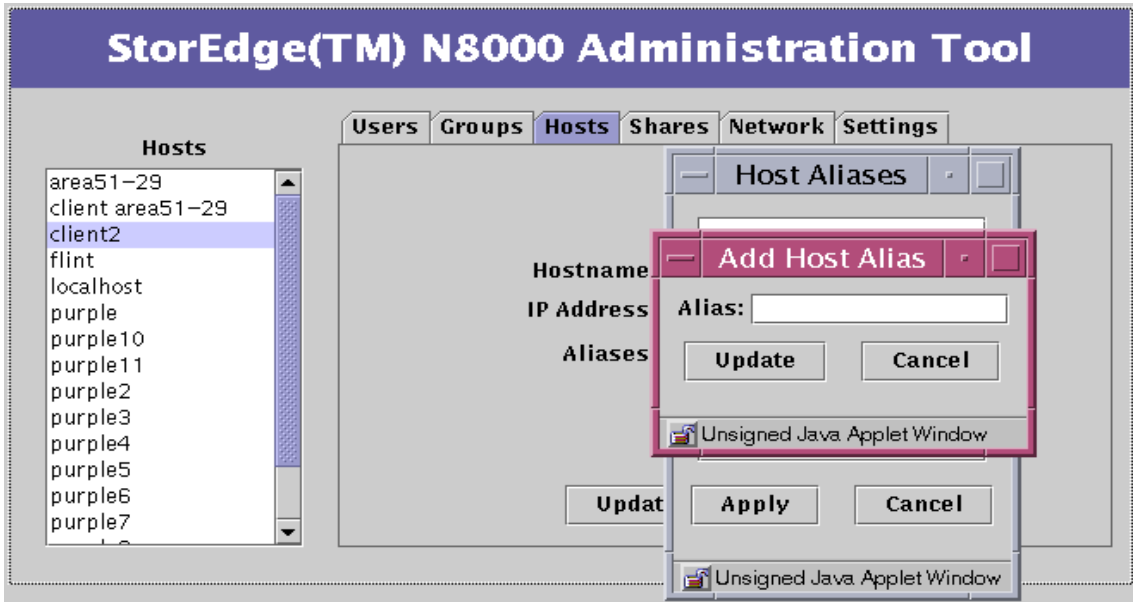 StorEdge(TM) N8000 Administration Tool
Users Groups Hosts Shares Network Settings
Hosts
area51-29
client area51-29
client2
flint
localhost
purple
purple10
purple11
purple2
purple3
purple4
purple5
purple6
purple7
Hostname
IP Address
Aliases
Updat
Host Aliases
Add Host Alias
Alias:
Update Cancel
Unsigned Java Applet Window
Apply Cancel
Unsigned Java Applet Window